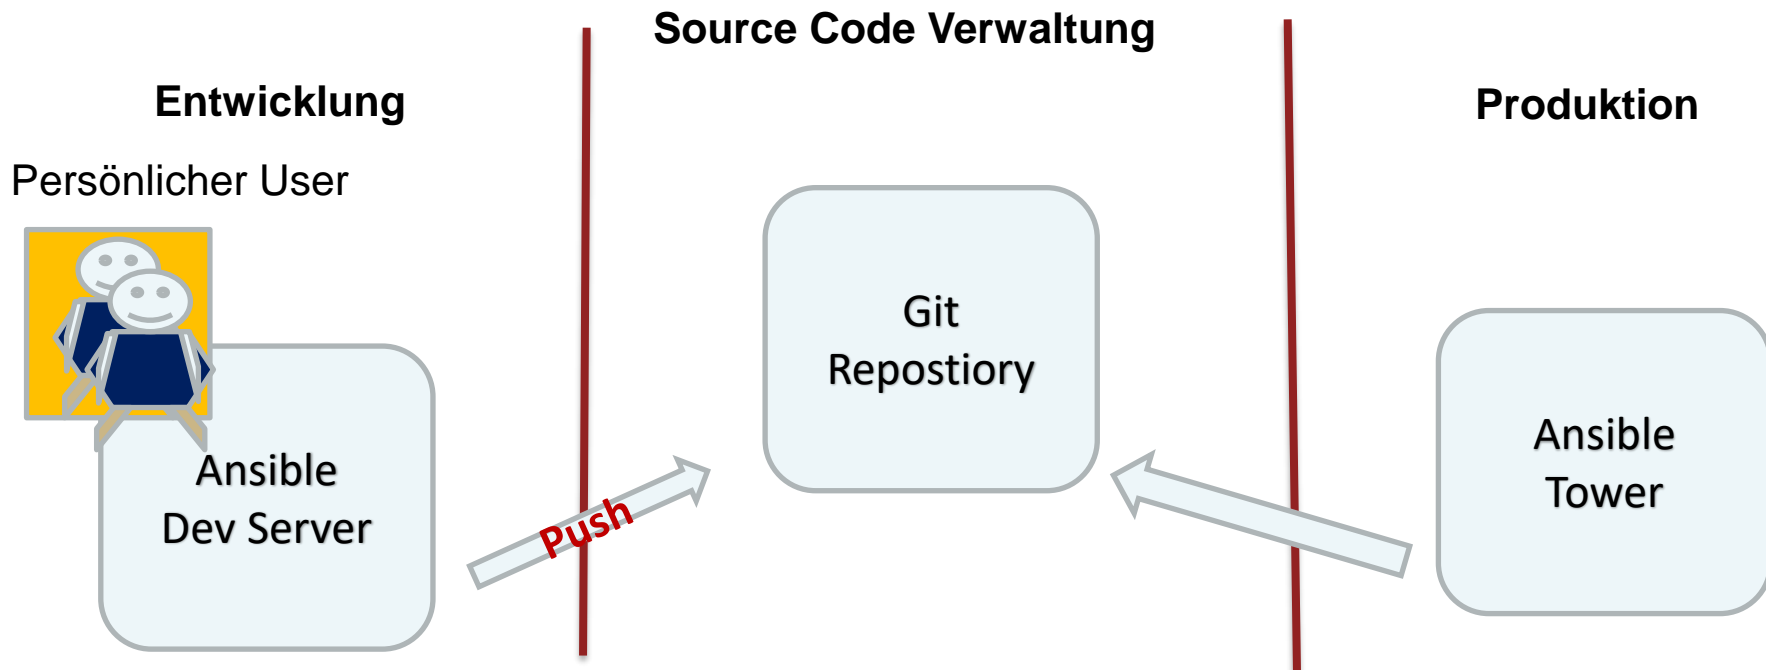 Source Code Verwaltung
Entwicklung
Produktion
Persönlicher User
Git
Repostiory
Ansible
Dev Server
Push
Ansible
Tower